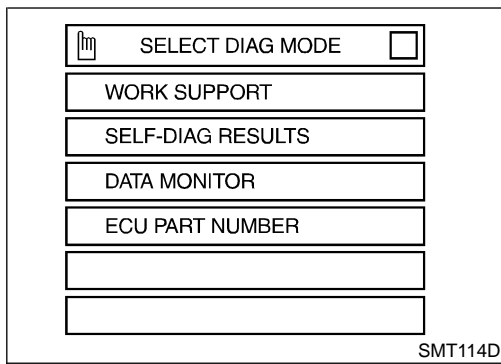 SELECT DIAG MODE
WORK SUPPORT
SELF-DIAG RESULTS
DATA MONITOR
ECU PART NUMBER
SMT114D